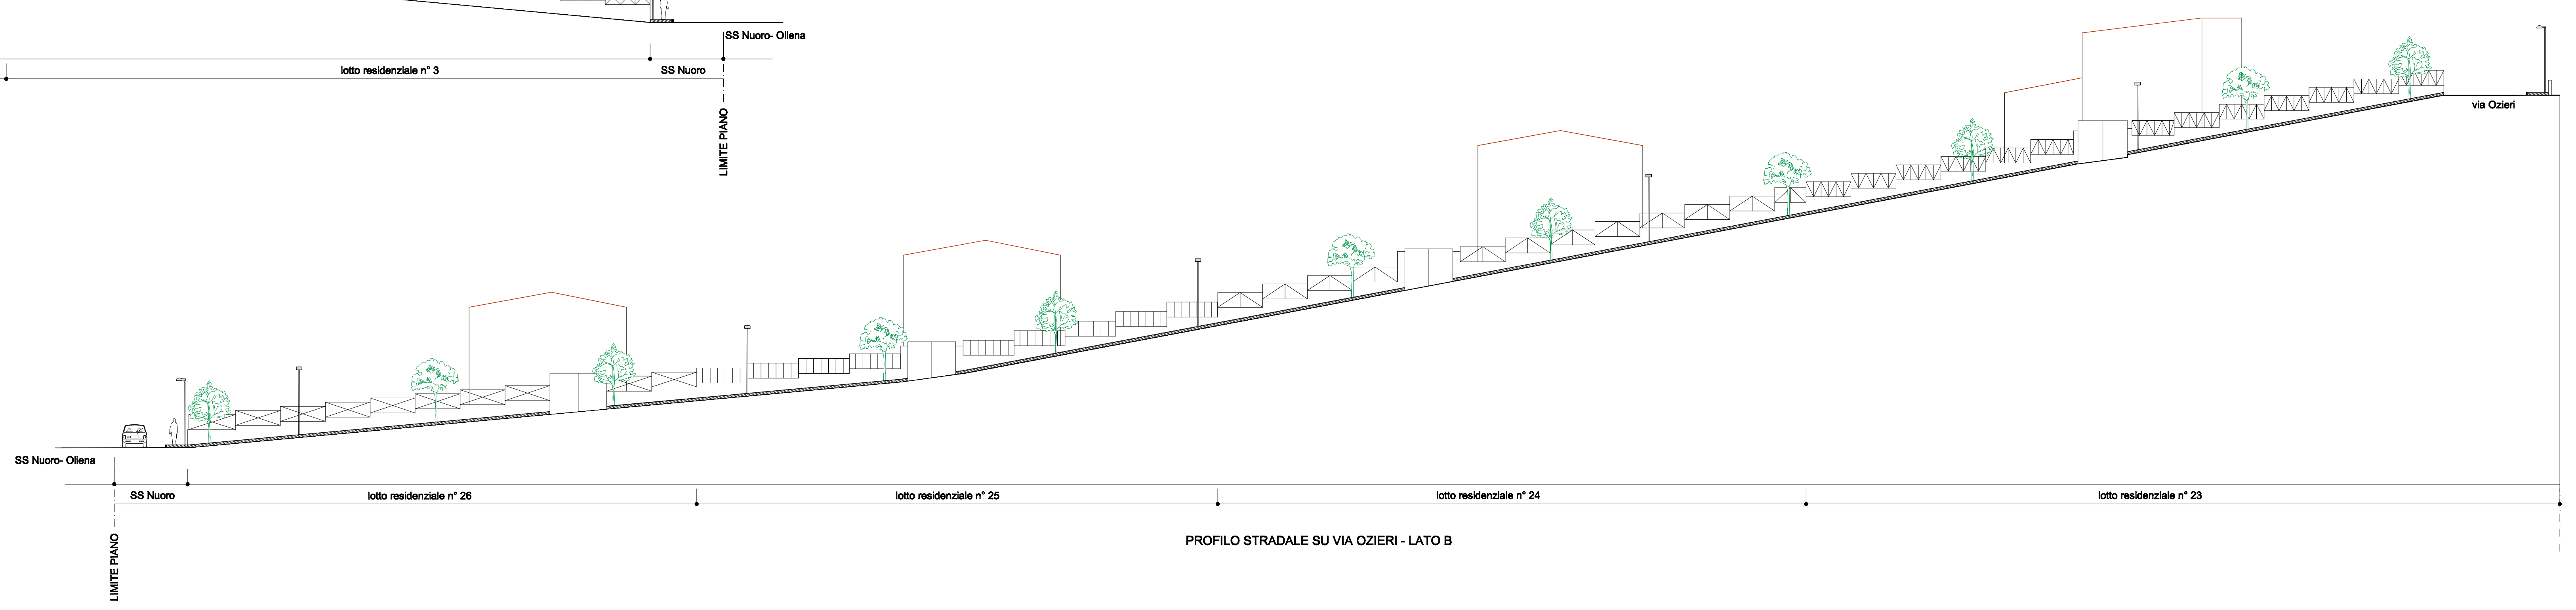 SS Nuoro- Oliena
lotto residenziale n° 3
SS Nuoro
LIMITE PIANO
via Ozieri
SS Nuoro- Oliena
SS Nuoro
lotto residenziale n° 26
lotto residenziale n° 25
lotto residenziale n° 24
lotto residenziale n° 23
LIMITE PIANO
PROFILO STRADALE SU VIA OZIERI - LATO B